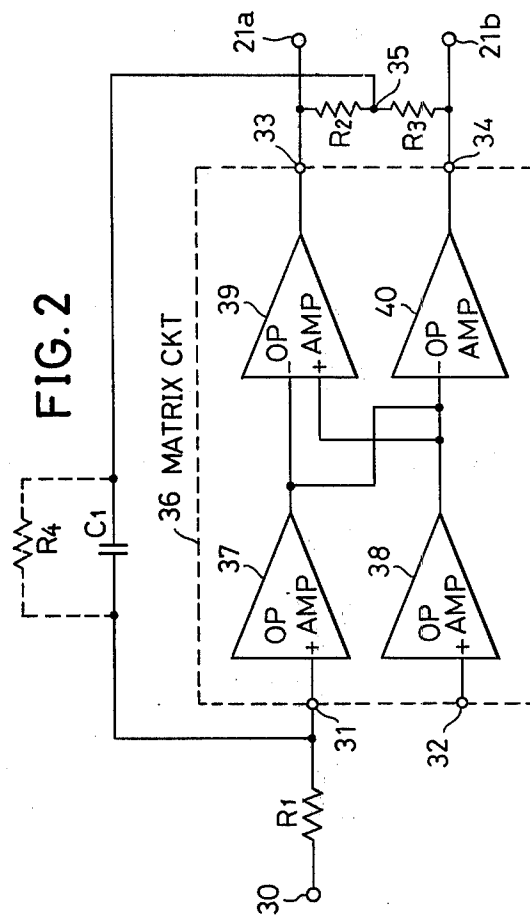 FIG. 2
R4
C1
36 MATRIX CKT
30
R1
31
32
37
OP
+ AMP
38
OP
+ AMP
39
OP
−
+ AMP
40
− OP
AMP
33
34
R2
R3
35
21a
21b